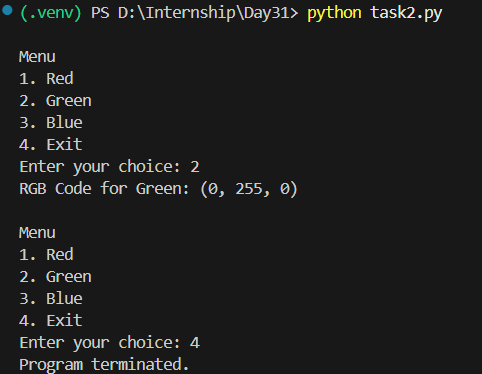 (.venv) PS D:\Internship\Day31> python task2.py
Menu
1. Red
2. Green
3. Blue
4. Exit
Enter your choice: 2
RGB Code for Green: (0, 255, 0)
Menu
1. Red
2. Green
3. Blue
4. Exit
Enter your choice: 4
Program terminated.